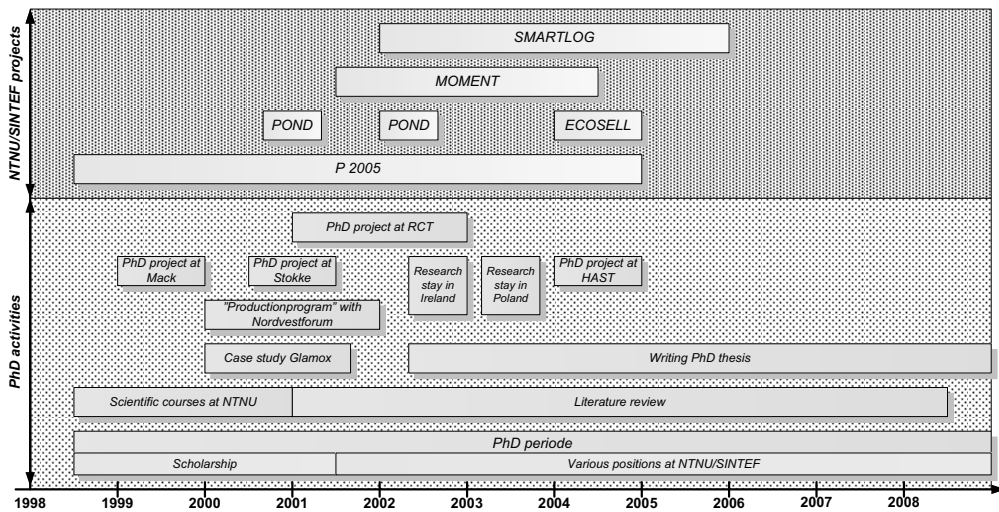 NTNU/SINTEF projects
SMARTLOG
MOMENT
POND
POND
ECOSELL
P 2005
PhD activities
PhD project at RCT
PhD project at
Mack
PhD project at
Stokke
Research
stay in
Ireland
Research
stay in
Poland
PhD project at
HAST
"Productionprogram" with
Nordvestforum
Case study Glamox
Writing PhD thesis
Scientific courses at NTNU
Literature review
PhD periode
Scholarship
Various positions at NTNU/SINTEF
1998 1999 2000 2001 2002 2003 2004 2005 2006 2007 2008